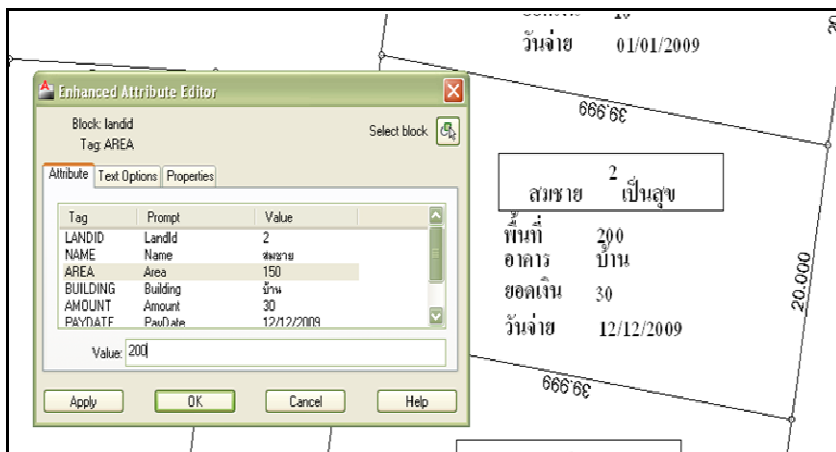 วันจ่าย 01/01/2009
39.999
Enhanced Attribute Editor
Block: landid
Tag: AREA
Select block
Attribute Text Options Properties
Tag Prompt Value
LANDID LandId 2
NAME Name สมชาย
AREA Area 150
BUILDING Building บ้าน
AMOUNT Amount 30
PAYDATE PayDate 12/12/2009
Value: 200
Apply OK Cancel Help
2
สมชาย เป็นสุข
พื้นที่ 200
อาคาร บ้าน
ยอดเงิน 30
วันจ่าย 12/12/2009
20.000
39.999